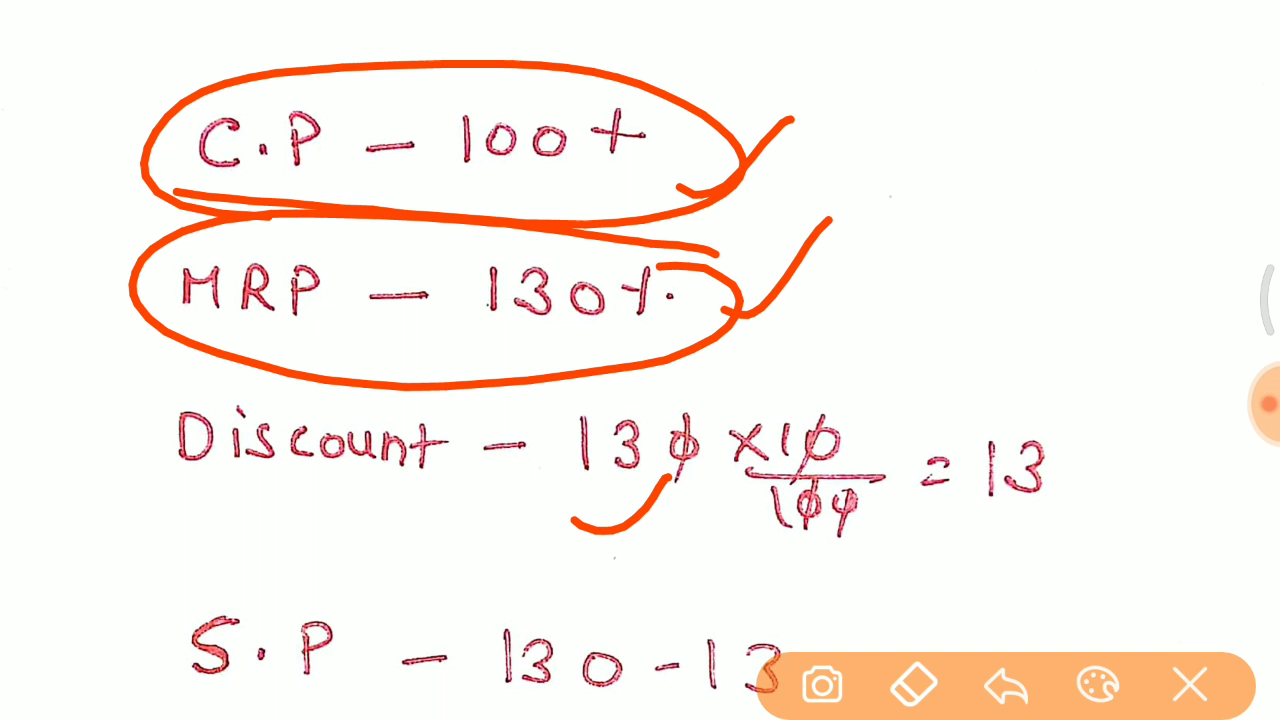 C.P - 100%
MRP - 130%
Discount - 130 × 10/100 = 13
S.P - 130 - 13